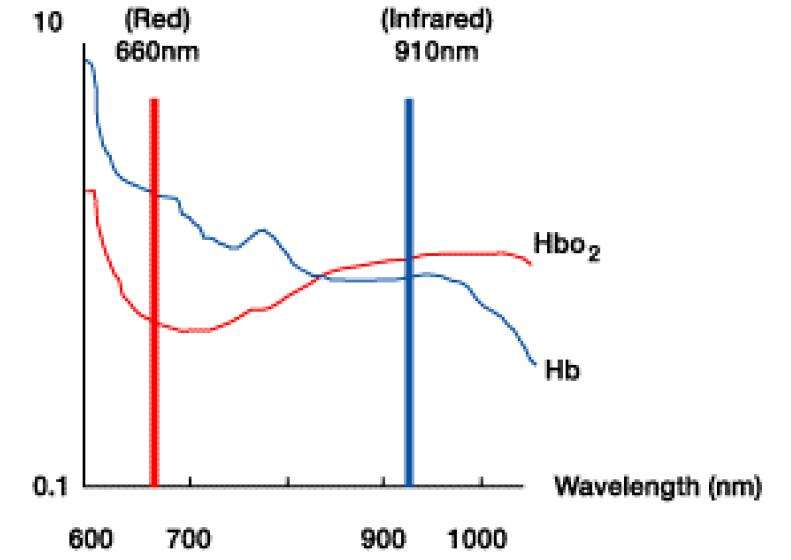 10
(Red)
660nm
(Infrared)
910nm
Hbo2
Hb
0.1
Wavelength (nm)
600 700 900 1000